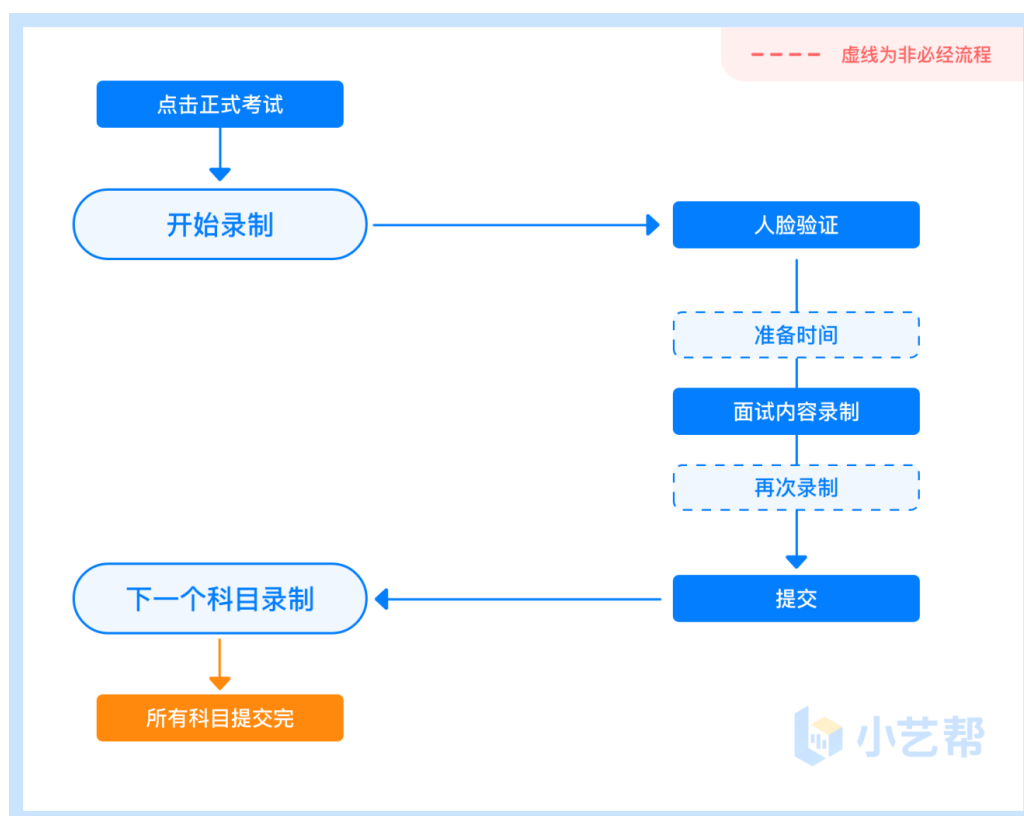 虚线为非必经流程
点击正式考试
开始录制
人脸验证
准备时间
面试内容录制
再次录制
提交
下一个科目录制
所有科目提交完
小艺帮